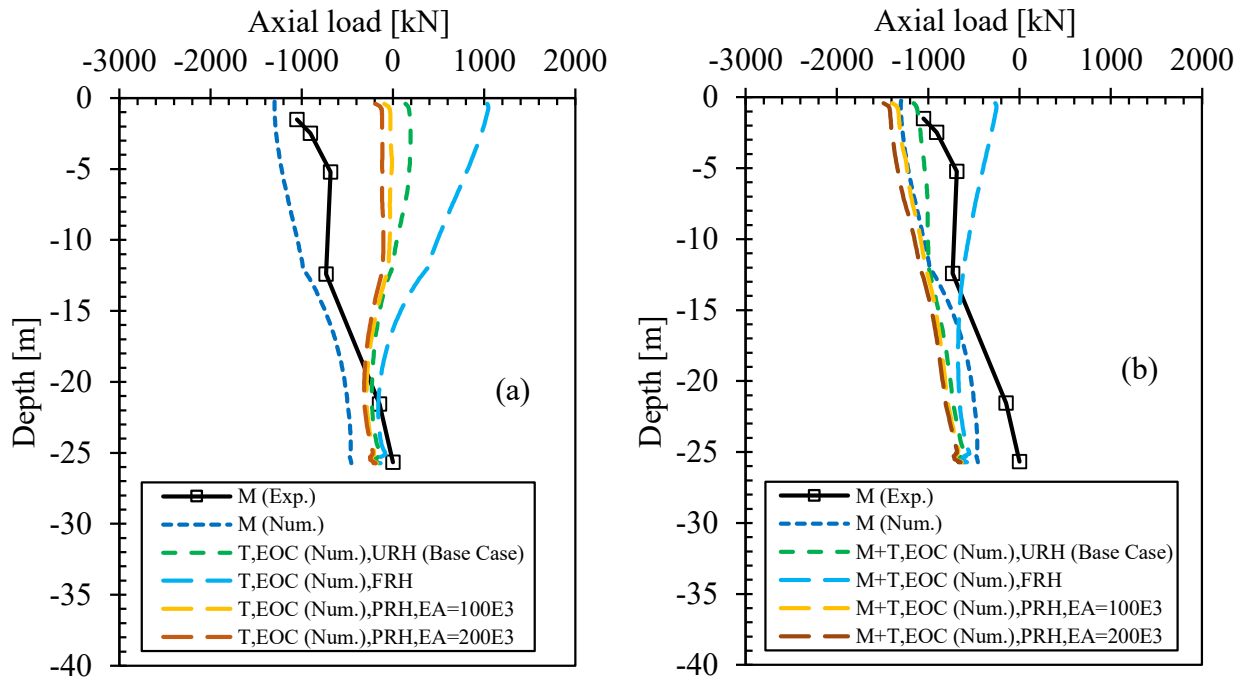 Axial load [kN]
-3000 -2000 -1000 0 1000 2000
0
-5
-10
-15
-20
-25
-30
-35
-40
Depth [m]
(a)
M (Exp.)
M (Num.)
T,EOC (Num.),URH (Base Case)
T,EOC (Num.),FRH
T,EOC (Num.),PRH,EA=100E3
T,EOC (Num.),PRH,EA=200E3
Axial load [kN]
-3000 -2000 -1000 0 1000 2000
0
-5
-10
-15
-20
-25
-30
-35
-40
Depth [m]
(b)
M (Exp.)
M (Num.)
M+T,EOC (Num.),URH (Base Case)
M+T,EOC (Num.),FRH
M+T,EOC (Num.),PRH,EA=100E3
M+T,EOC (Num.),PRH,EA=200E3